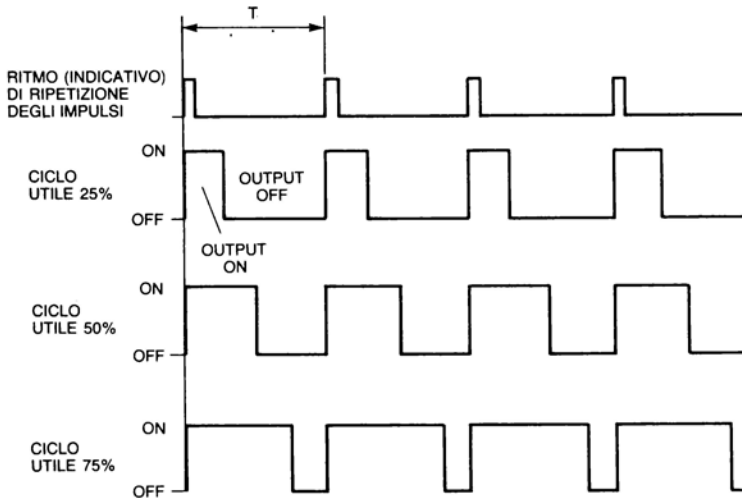 T
RITMO (INDICATIVO)
DI RIPETIZIONE
DEGLI IMPULSI
ON
CICLO
UTILE 25%
OUTPUT
OFF
OFF
OUTPUT
ON
ON
CICLO
UTILE 50%
OFF
ON
CICLO
UTILE 75%
OFF